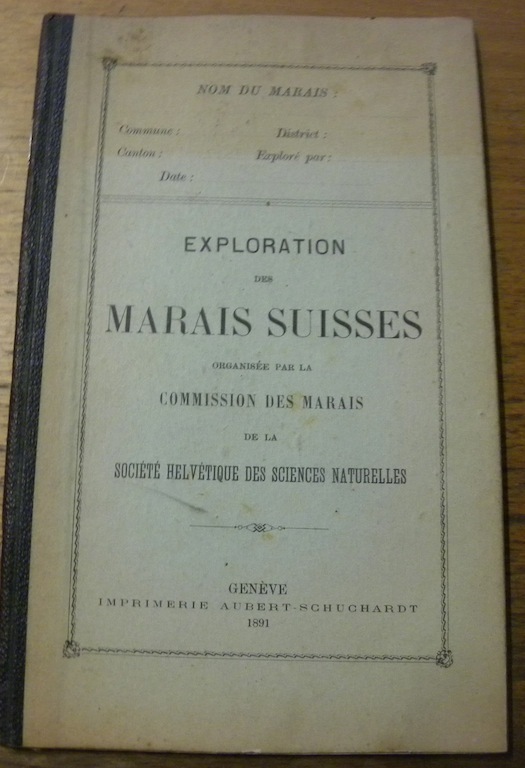 NOM DU MARAIS :
Commune : District :
Canton : Exploré par :
Date :
EXPLORATION
DES
MARAIS SUISSES
ORGANISÉE PAR LA
COMMISSION DES MARAIS
DE LA
SOCIÉTÉ HELVÉTIQUE DES SCIENCES NATURELLES
GENÈVE
IMPRIMERIE AUBERT-SCHUCHARDT
1891